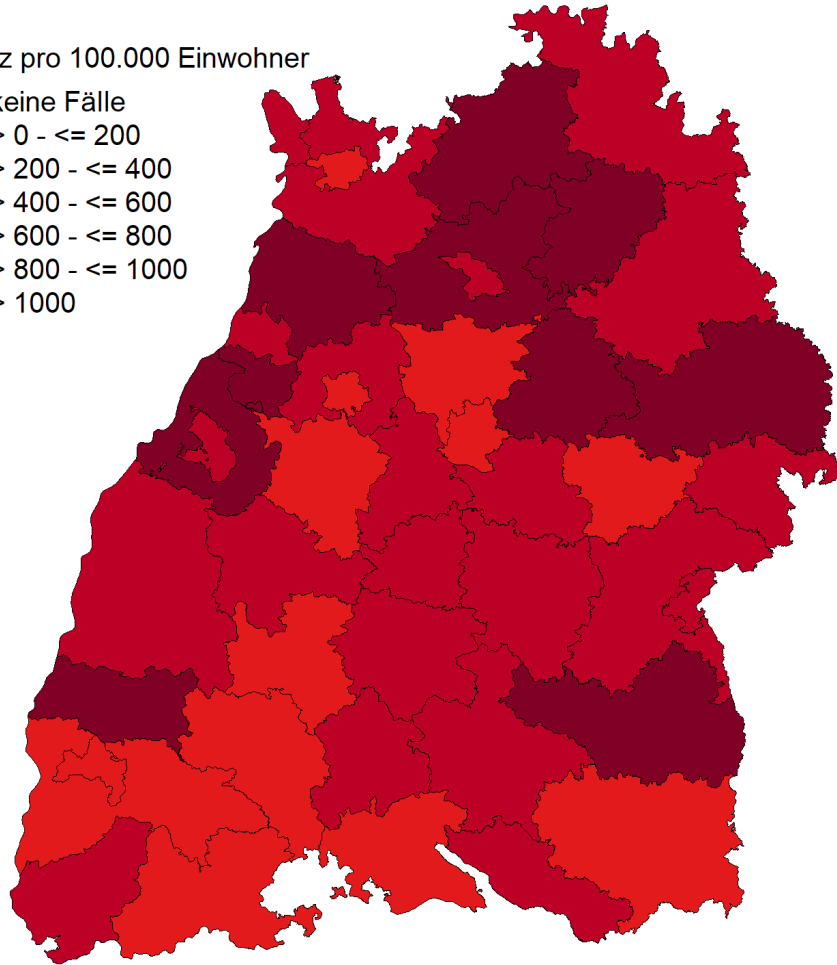 z pro 100.000 Einwohner
keine Fälle
> 0 - <= 200
> 200 - <= 400
> 400 - <= 600
> 600 - <= 800
> 800 - <= 1000
> 1000